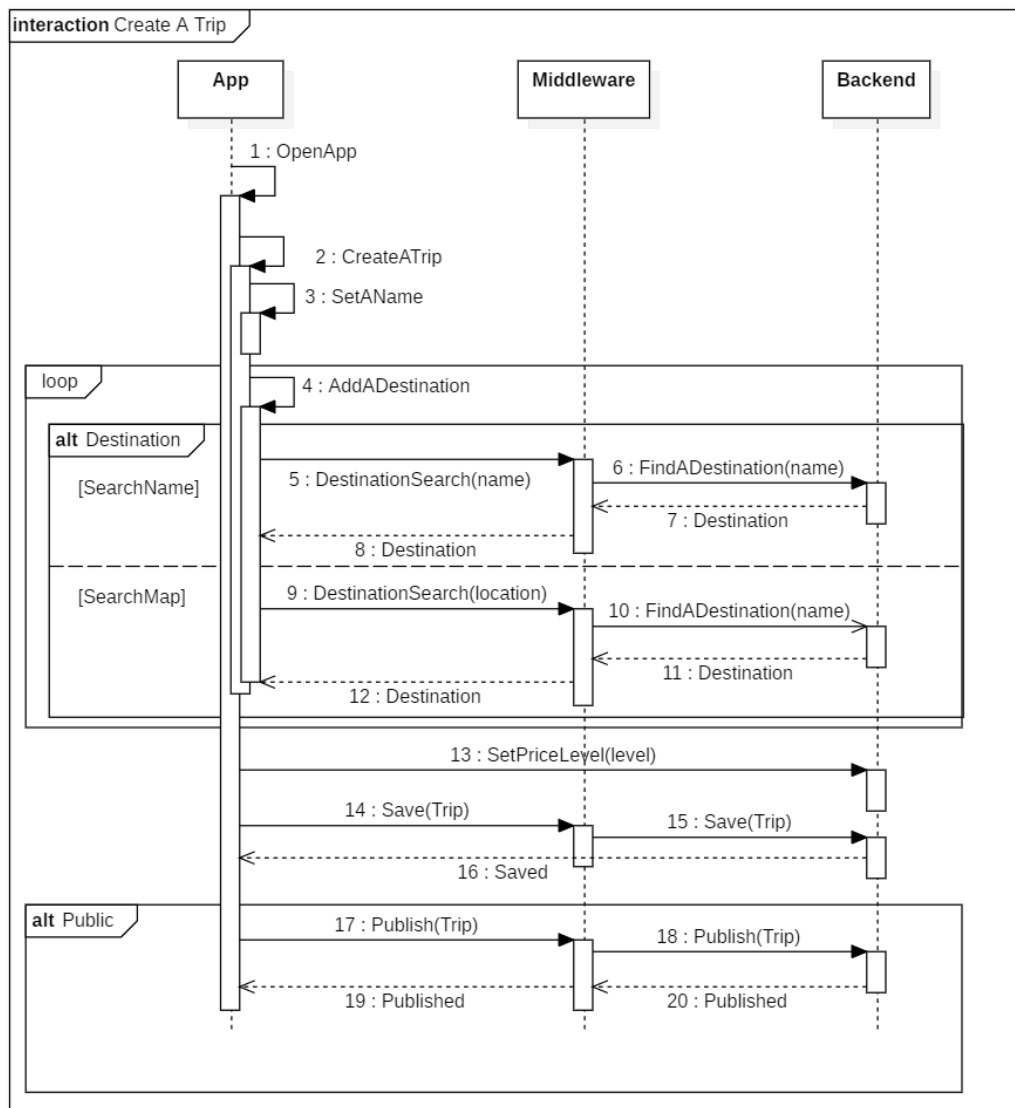 interaction Create A Trip
App
Middleware
Backend
1 : OpenApp
2 : CreateATrip
3 : SetAName
loop
4 : AddADestination
alt Destination
[SearchName]
5 : DestinationSearch(name)
6 : FindADestination(name)
7 : Destination
8 : Destination
[SearchMap]
9 : DestinationSearch(location)
10 : FindADestination(name)
11 : Destination
12 : Destination
13 : SetPriceLevel(level)
14 : Save(Trip)
15 : Save(Trip)
16 : Saved
alt Public
17 : Publish(Trip)
18 : Publish(Trip)
19 : Published
20 : Published